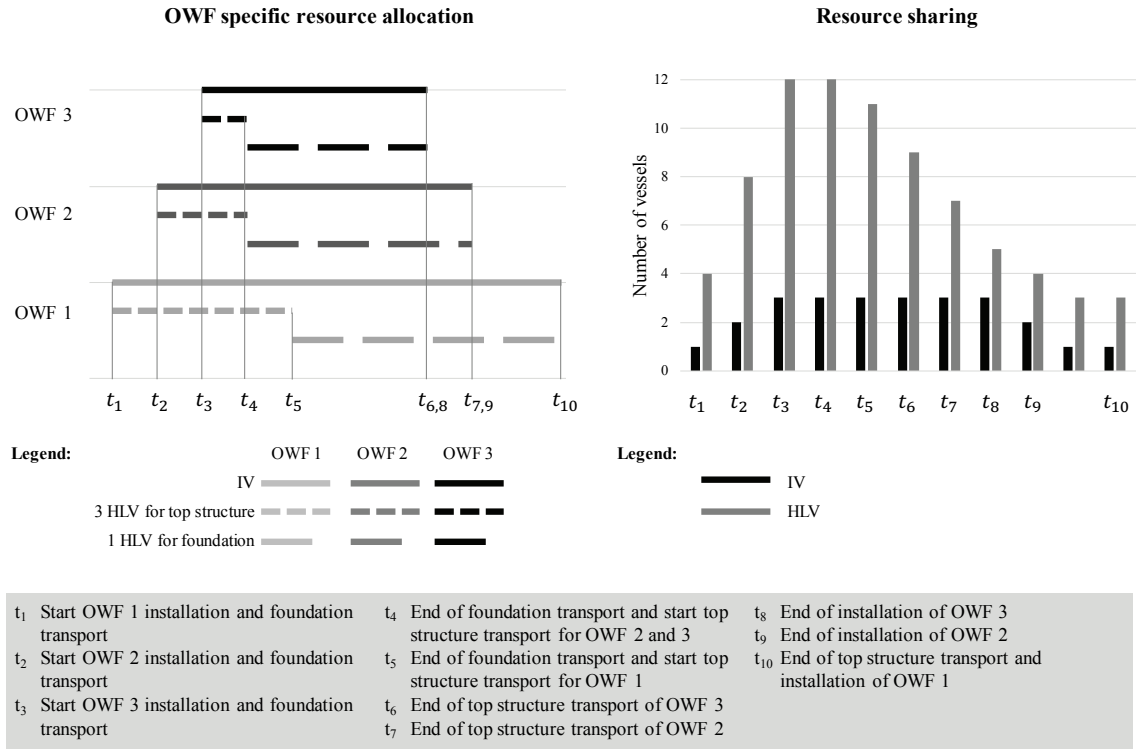 OWF specific resource allocation
OWF 3
OWF 2
OWF 1
t1 t2 t3 t4 t5 t6,8 t7,9 t10
Legend: OWF 1 OWF 2 OWF 3
IV
3 HLV for top structure
1 HLV for foundation
Resource sharing
Number of vessels
12
10
8
6
4
2
0
t1 t2 t3 t4 t5 t6 t7 t8 t9 t10
Legend:
IV
HLV
t1 Start OWF 1 installation and foundation
transport
t2 Start OWF 2 installation and foundation
transport
t3 Start OWF 3 installation and foundation
transport
t4 End of foundation transport and start top
structure transport for OWF 2 and 3
t5 End of foundation transport and start top
structure transport for OWF 1
t6 End of top structure transport of OWF 3
t7 End of top structure transport of OWF 2
t8 End of installation of OWF 3
t9 End of installation of OWF 2
t10 End of top structure transport and
installation of OWF 1